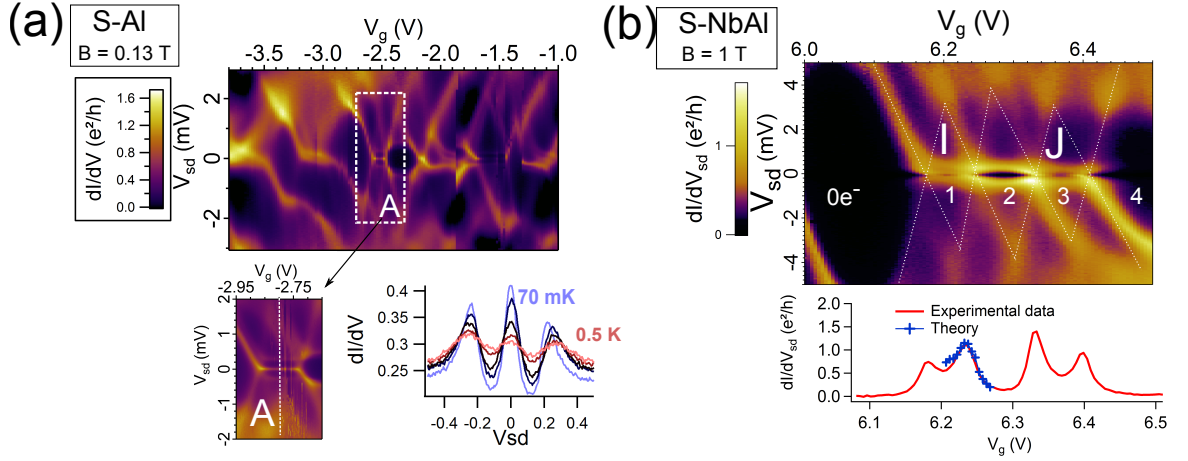 (a)
S-Al
B = 0.13 T
V_g (V)
-3.5 -3.0 -2.5 -2.0 -1.5 -1.0
dI/dV (e²/h)
1.6
1.2
0.8
0.4
0.0
V_sd (mV)
2
0
-2
A
V_g (V)
-2.95 -2.75
V_sd (mV)
2
1
0
-1
-2
A
dI/dV
0.40
0.35
0.30
0.25
70 mK
0.5 K
-0.4 -0.2 0 0.2 0.4
Vsd
(b)
S-NbAl
B = 1 T
V_g (V)
6.0 6.2 6.4
dI/dV_sd (e²/h)
1
0
V_sd (mV)
4
2
0
-2
-4
I
J
0e⁻
1
2
3
4
dI/dV_sd (e²/h)
2.0
1.5
1.0
0.5
0.0
Experimental data
Theory
6.1 6.2 6.3 6.4 6.5
V_g (V)